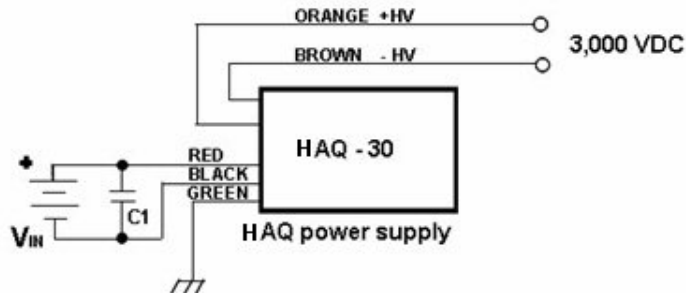 ORANGE +HV
3,000 VDC
BROWN - HV
HAQ - 30
+
RED
BLACK
GREEN
C1
VIN
HAQ power supply